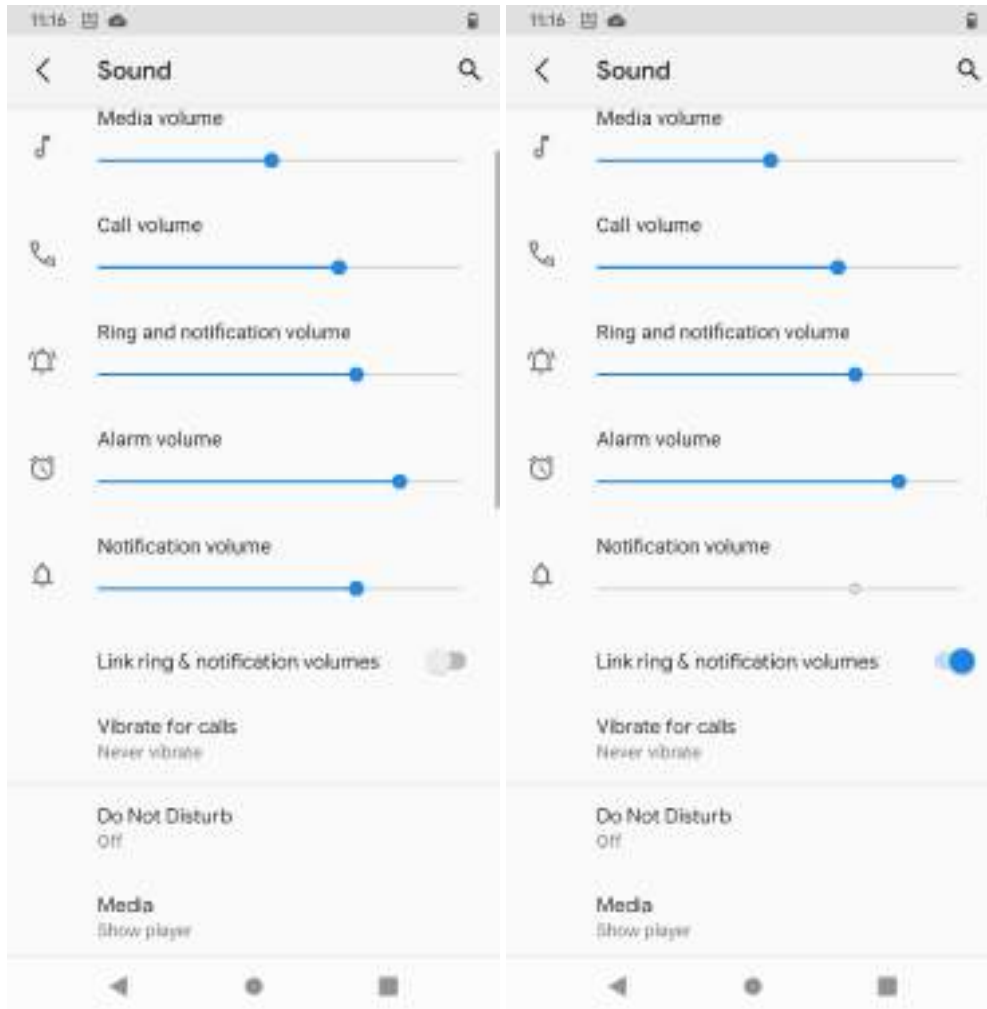 11:16
Sound
Media volume
Call volume
Ring and notification volume
Alarm volume
Notification volume
Link ring & notification volumes
Vibrate for calls
Never vibrate
Do Not Disturb
Off
Media
Show player
11:16
Sound
Media volume
Call volume
Ring and notification volume
Alarm volume
Notification volume
Link ring & notification volumes
Vibrate for calls
Never vibrate
Do Not Disturb
Off
Media
Show player